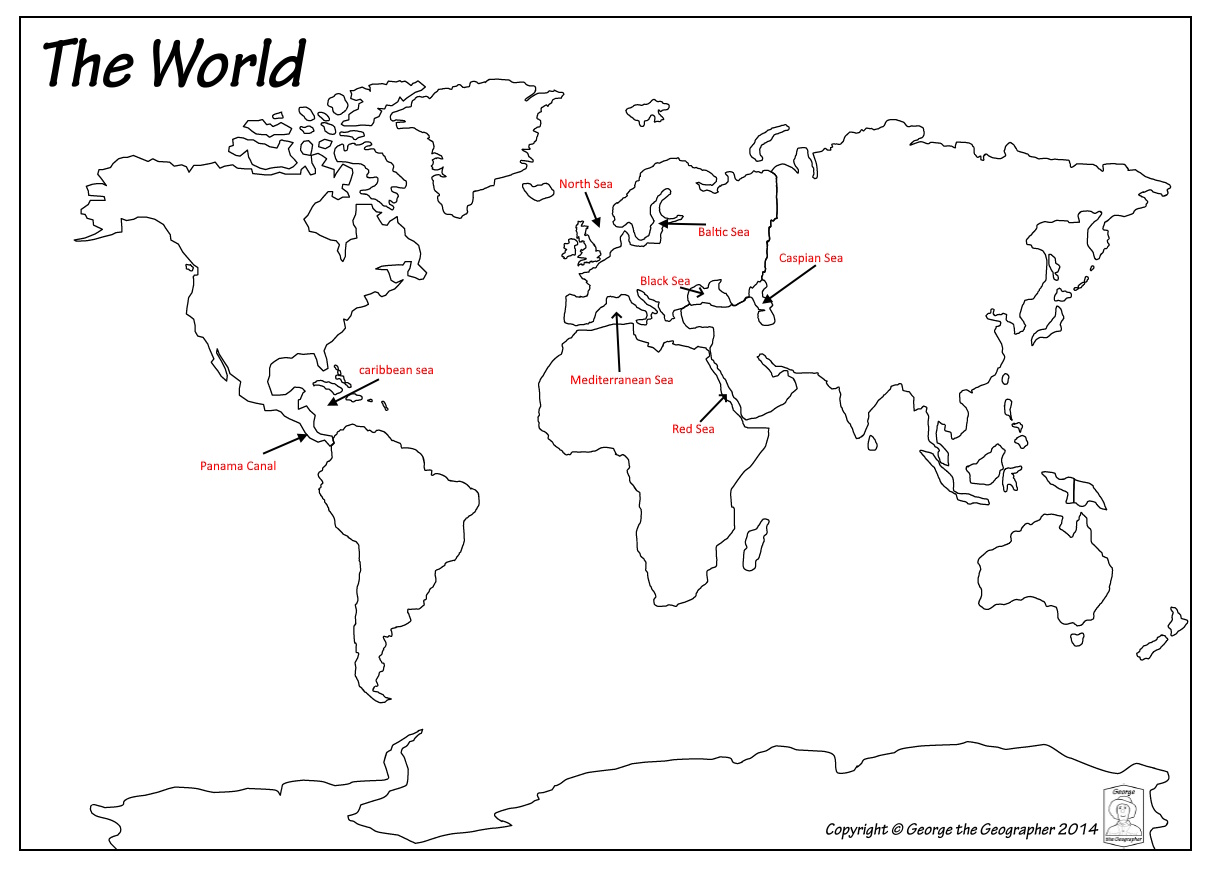 The World
North Sea
Baltic Sea
Caspian Sea
Black Sea
caribbean sea
Mediterranean Sea
Red Sea
Panama Canal
George
the Geographer
Copyright © George the Geographer 2014